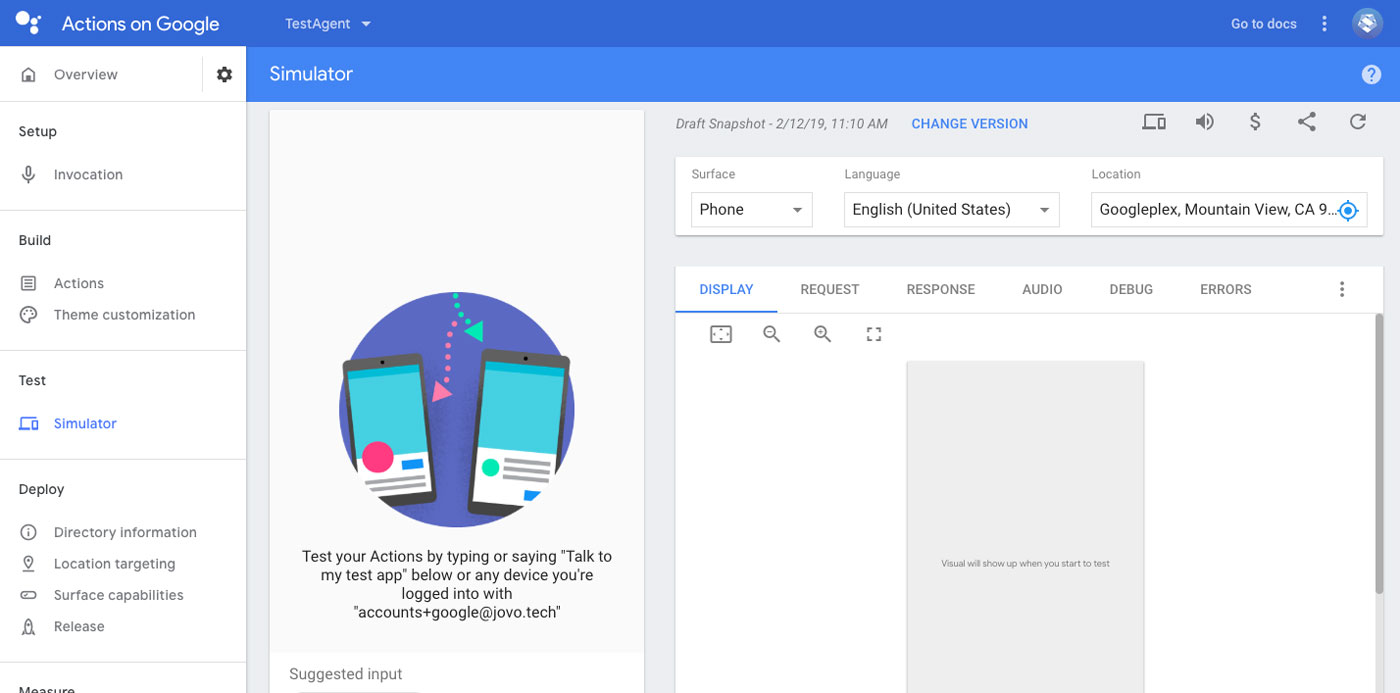 Actions on Google
TestAgent
Go to docs
Overview
Simulator
Setup
Invocation
Build
Actions
Theme customization
Test
Simulator
Deploy
Directory information
Location targeting
Surface capabilities
Release
Measure
Test your Actions by typing or saying "Talk to
my test app" below or any device you're
logged into with
"accounts+google@jovo.tech"
Suggested input
Draft Snapshot - 2/12/19, 11:10 AM CHANGE VERSION
Surface Language Location
Phone English (United States) Googleplex, Mountain View, CA 9...
DISPLAY REQUEST RESPONSE AUDIO DEBUG ERRORS
Visual will show up when you start to test